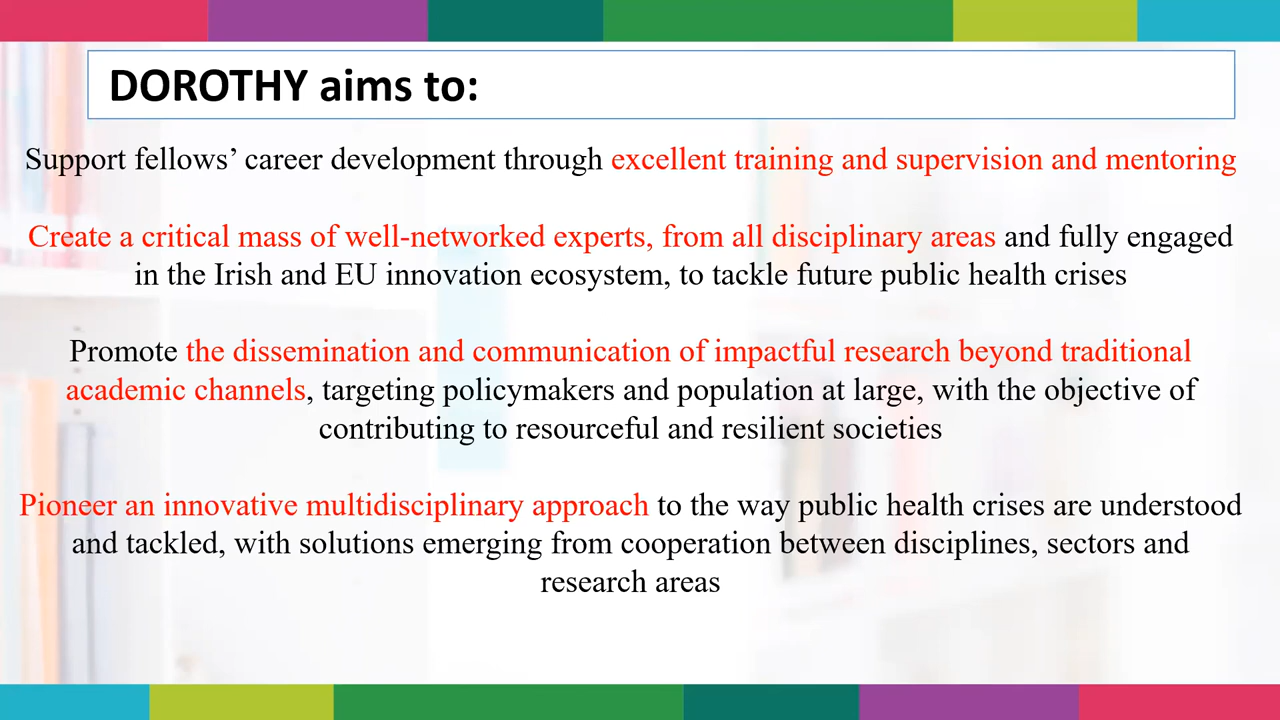 DOROTHY aims to:
Support fellows’ career development through excellent training and supervision and mentoring
Create a critical mass of well-networked experts, from all disciplinary areas and fully engaged
in the Irish and EU innovation ecosystem, to tackle future public health crises
Promote the dissemination and communication of impactful research beyond traditional
academic channels, targeting policymakers and population at large, with the objective of
contributing to resourceful and resilient societies
Pioneer an innovative multidisciplinary approach to the way public health crises are understood
and tackled, with solutions emerging from cooperation between disciplines, sectors and
research areas